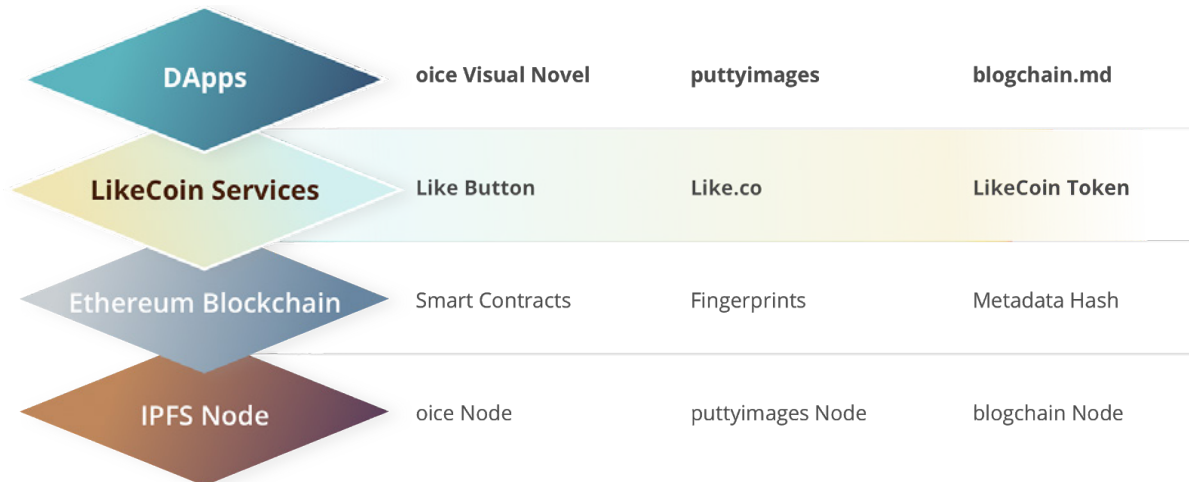 DApps oice Visual Novel puttyimages blogchain.md
LikeCoin Services Like Button Like.co LikeCoin Token
Ethereum Blockchain Smart Contracts Fingerprints Metadata Hash
IPFS Node oice Node puttyimages Node blogchain Node